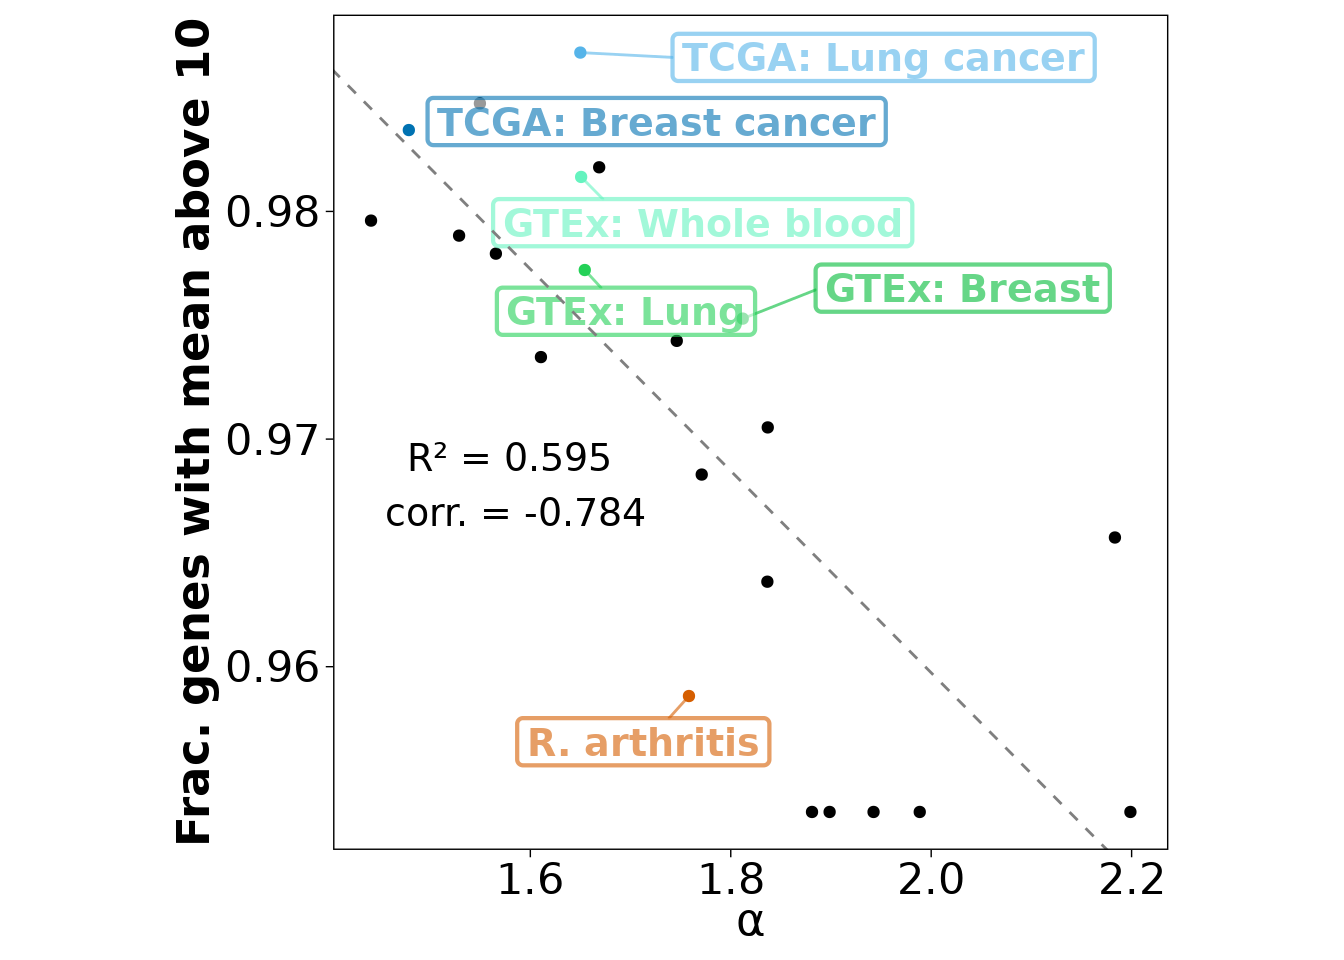 Frac. genes with mean above 10
TCGA: Lung cancer
TCGA: Breast cancer
GTEx: Whole blood
GTEx: Breast
GTEx: Lung
R² = 0.595
corr. = -0.784
R. arthritis
0.98
0.97
0.96
1.6
1.8
2.0
2.2
α